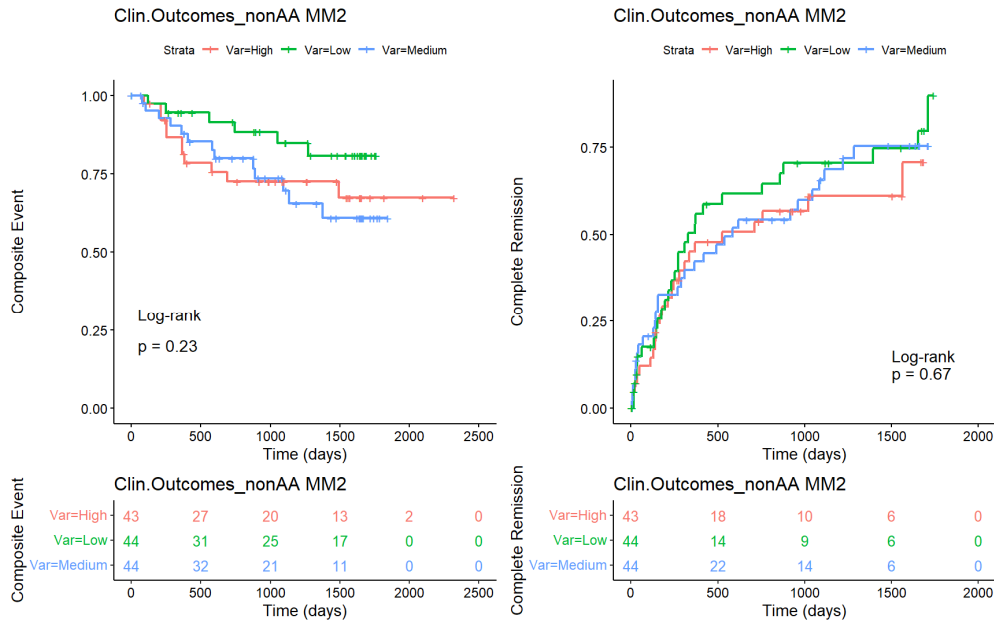 Clin.Outcomes_nonAA MM2
Strata Var=High Var=Low Var=Medium
Composite Event
1.00
0.75
0.50
0.25
0.00
Log-rank
p = 0.23
0 500 1000 1500 2000 2500
Time (days)
Clin.Outcomes_nonAA MM2
Composite Event
Var=High 43 27 20 13 2 0
Var=Low 44 31 25 17 0 0
Var=Medium 44 32 21 11 0 0
0 500 1000 1500 2000 2500
Time (days)
Clin.Outcomes_nonAA MM2
Strata Var=High Var=Low Var=Medium
Complete Remission
0.75
0.50
0.25
0.00
Log-rank
p = 0.67
0 500 1000 1500 2000
Time (days)
Clin.Outcomes_nonAA MM2
Complete Remission
Var=High 43 18 10 6 0
Var=Low 44 14 9 6 0
Var=Medium 44 22 14 6 0
0 500 1000 1500 2000
Time (days)